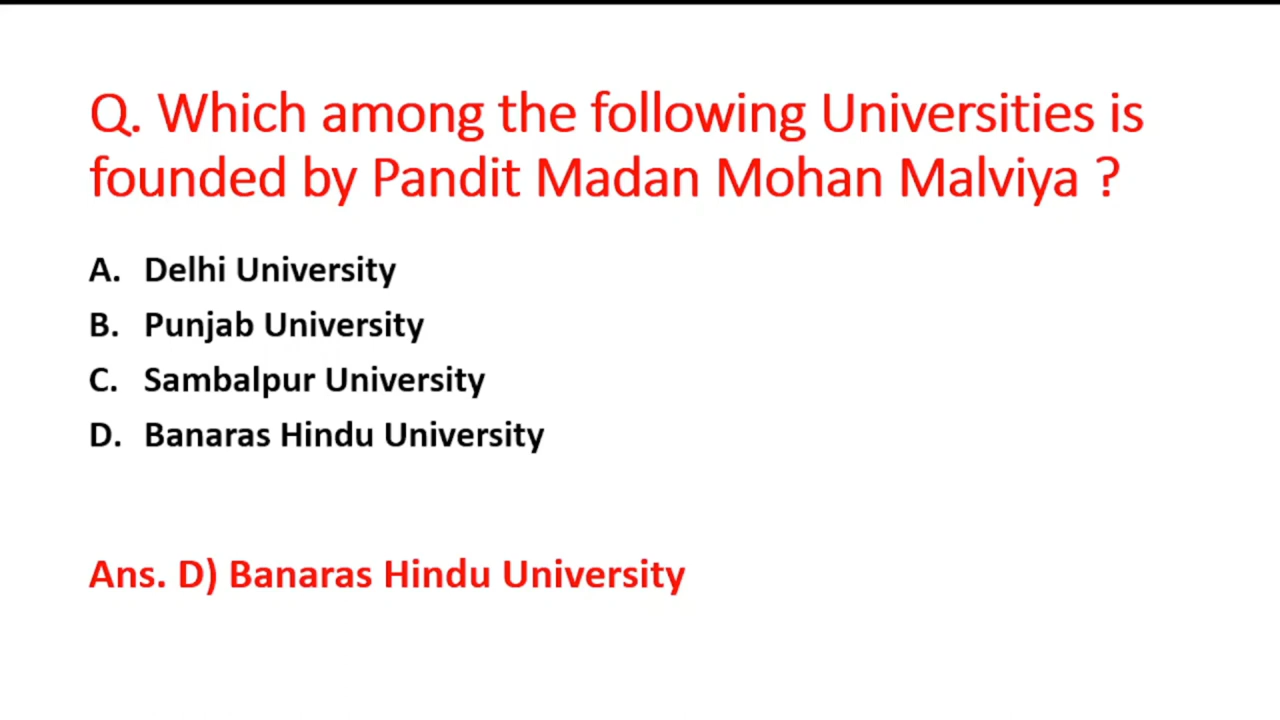 Q. Which among the following Universities is
founded by Pandit Madan Mohan Malviya ?
A. Delhi University
B. Punjab University
C. Sambalpur University
D. Banaras Hindu University
Ans. D) Banaras Hindu University